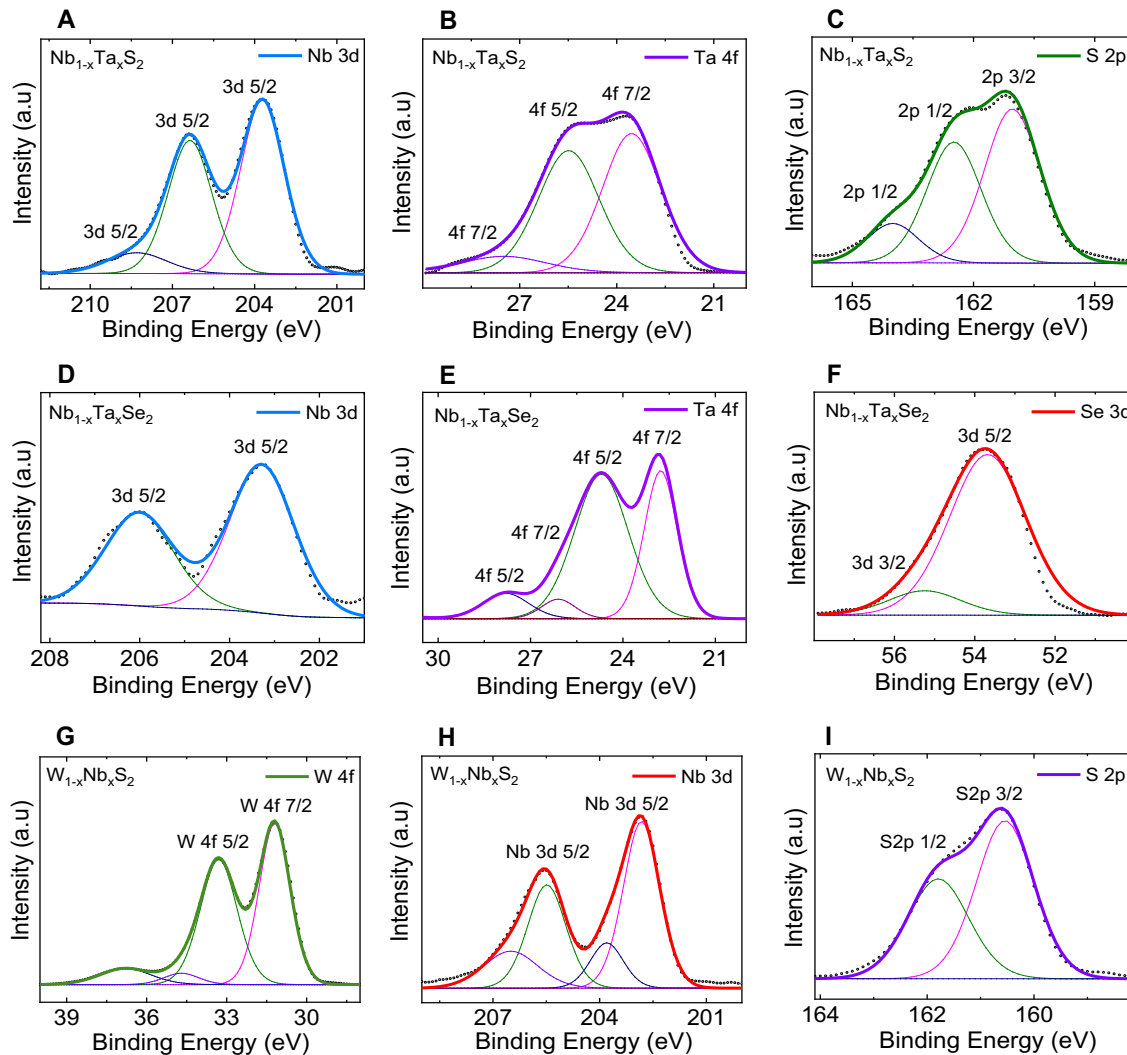 A
Nb1-xTaxS2
Nb 3d
3d 5/2
3d 5/2
3d 5/2
Intensity (a.u)
210 207 204 201
Binding Energy (eV)
B
Nb1-xTaxS2
Ta 4f
4f 5/2
4f 7/2
4f 7/2
Intensity (a.u)
27 24 21
Binding Energy (eV)
C
Nb1-xTaxS2
S 2p
2p 3/2
2p 1/2
2p 1/2
Intensity (a.u)
165 162 159
Binding Energy (eV)
D
Nb1-xTaxSe2
Nb 3d
3d 5/2
3d 5/2
Intensity (a.u)
208 206 204 202
Binding Energy (eV)
E
Nb1-xTaxSe2
Ta 4f
4f 7/2
4f 5/2
4f 7/2
4f 5/2
Intensity (a.u)
30 27 24 21
Binding Energy (eV)
F
Nb1-xTaxSe2
Se 3d
3d 5/2
3d 3/2
Intensity (a.u)
56 54 52
Binding Energy (eV)
G
W1-xNbxS2
W 4f
W 4f 7/2
W 4f 5/2
Intensity (a.u)
39 36 33 30
Binding Energy (eV)
H
W1-xNbxS2
Nb 3d
Nb 3d 5/2
Nb 3d 5/2
Intensity (a.u)
207 204 201
Binding Energy (eV)
I
W1-xNbxS2
S 2p
S2p 3/2
S2p 1/2
Intensity (a.u)
164 162 160
Binding Energy (eV)